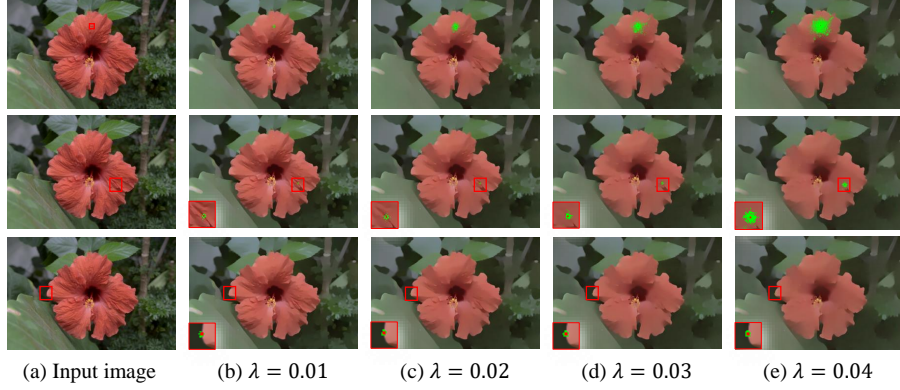 (a) Input image (b) λ = 0.01 (c) λ = 0.02 (d) λ = 0.03 (e) λ = 0.04